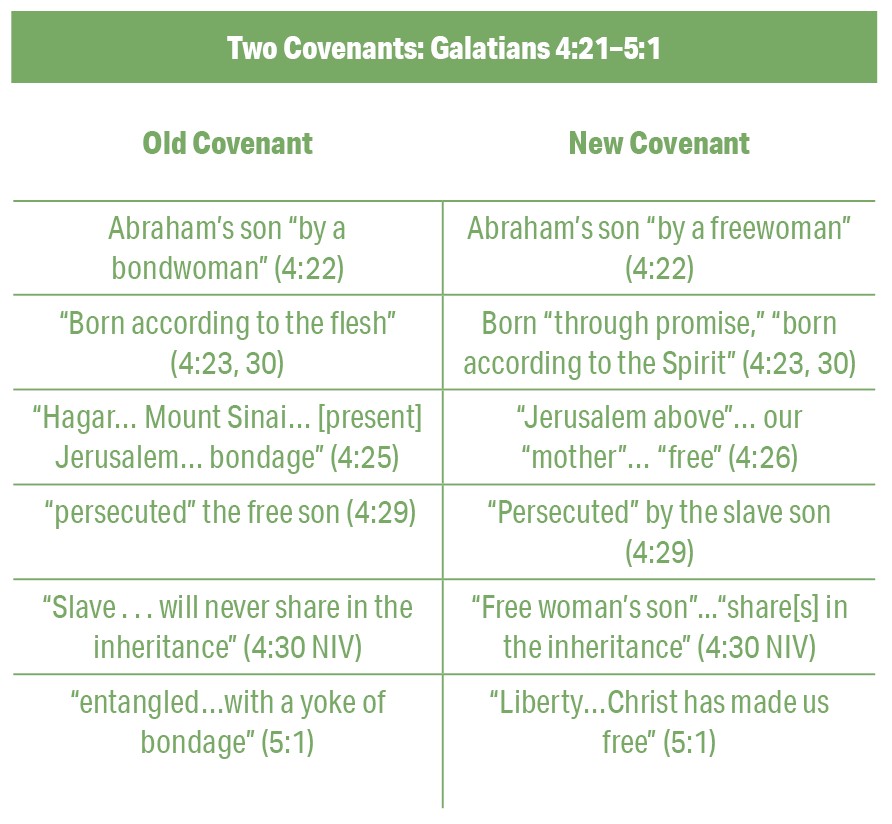 Two Covenants: Galatians 4:21–5:1
Old Covenant
New Covenant
Abraham’s son “by a
bondwoman” (4:22)
Abraham’s son “by a freewoman”
(4:22)
“Born according to the flesh”
(4:23, 30)
Born “through promise,” “born
according to the Spirit” (4:23, 30)
“Hagar... Mount Sinai... [present]
Jerusalem... bondage” (4:25)
“Jerusalem above”... our
“mother”... “free” (4:26)
“persecuted” the free son (4:29)
“Persecuted” by the slave son
(4:29)
“Slave . . . will never share in the
inheritance” (4:30 NIV)
“Free woman’s son”...“share[s] in
the inheritance” (4:30 NIV)
“entangled...with a yoke of
bondage” (5:1)
“Liberty...Christ has made us
free” (5:1)